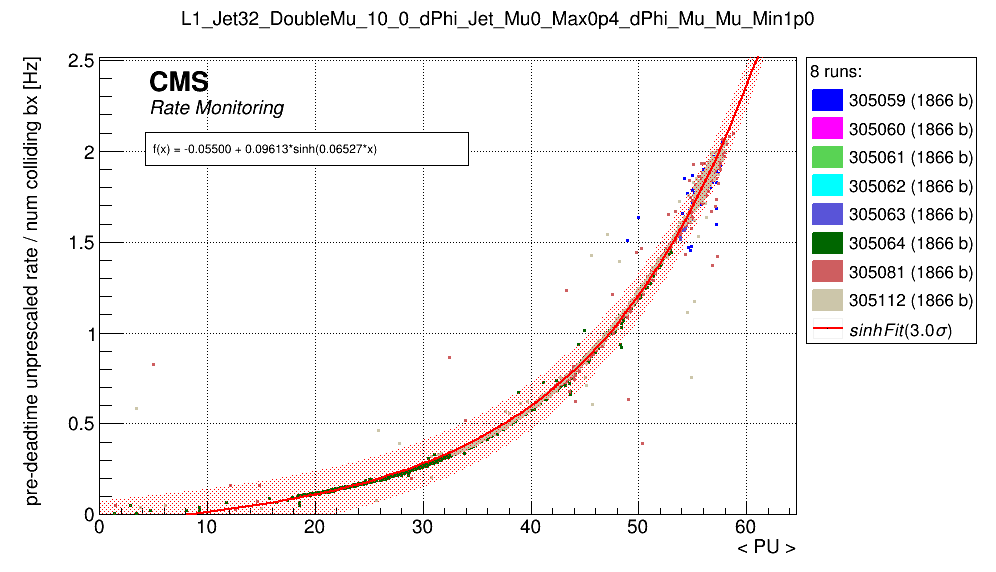 L1_Jet32_DoubleMu_10_0_dPhi_Jet_Mu0_Max0p4_dPhi_Mu_Mu_Min1p0
pre-deadtime unprescaled rate / num colliding bx [Hz]
CMS
Rate Monitoring
f(x) = -0.05500 + 0.09613*sinh(0.06527*x)
2.5
2
1.5
1
0.5
0
0 10 20 30 40 50 60
< PU >
8 runs:
305059 (1866 b)
305060 (1866 b)
305061 (1866 b)
305062 (1866 b)
305063 (1866 b)
305064 (1866 b)
305081 (1866 b)
305112 (1866 b)
sinhFit(3.0σ)